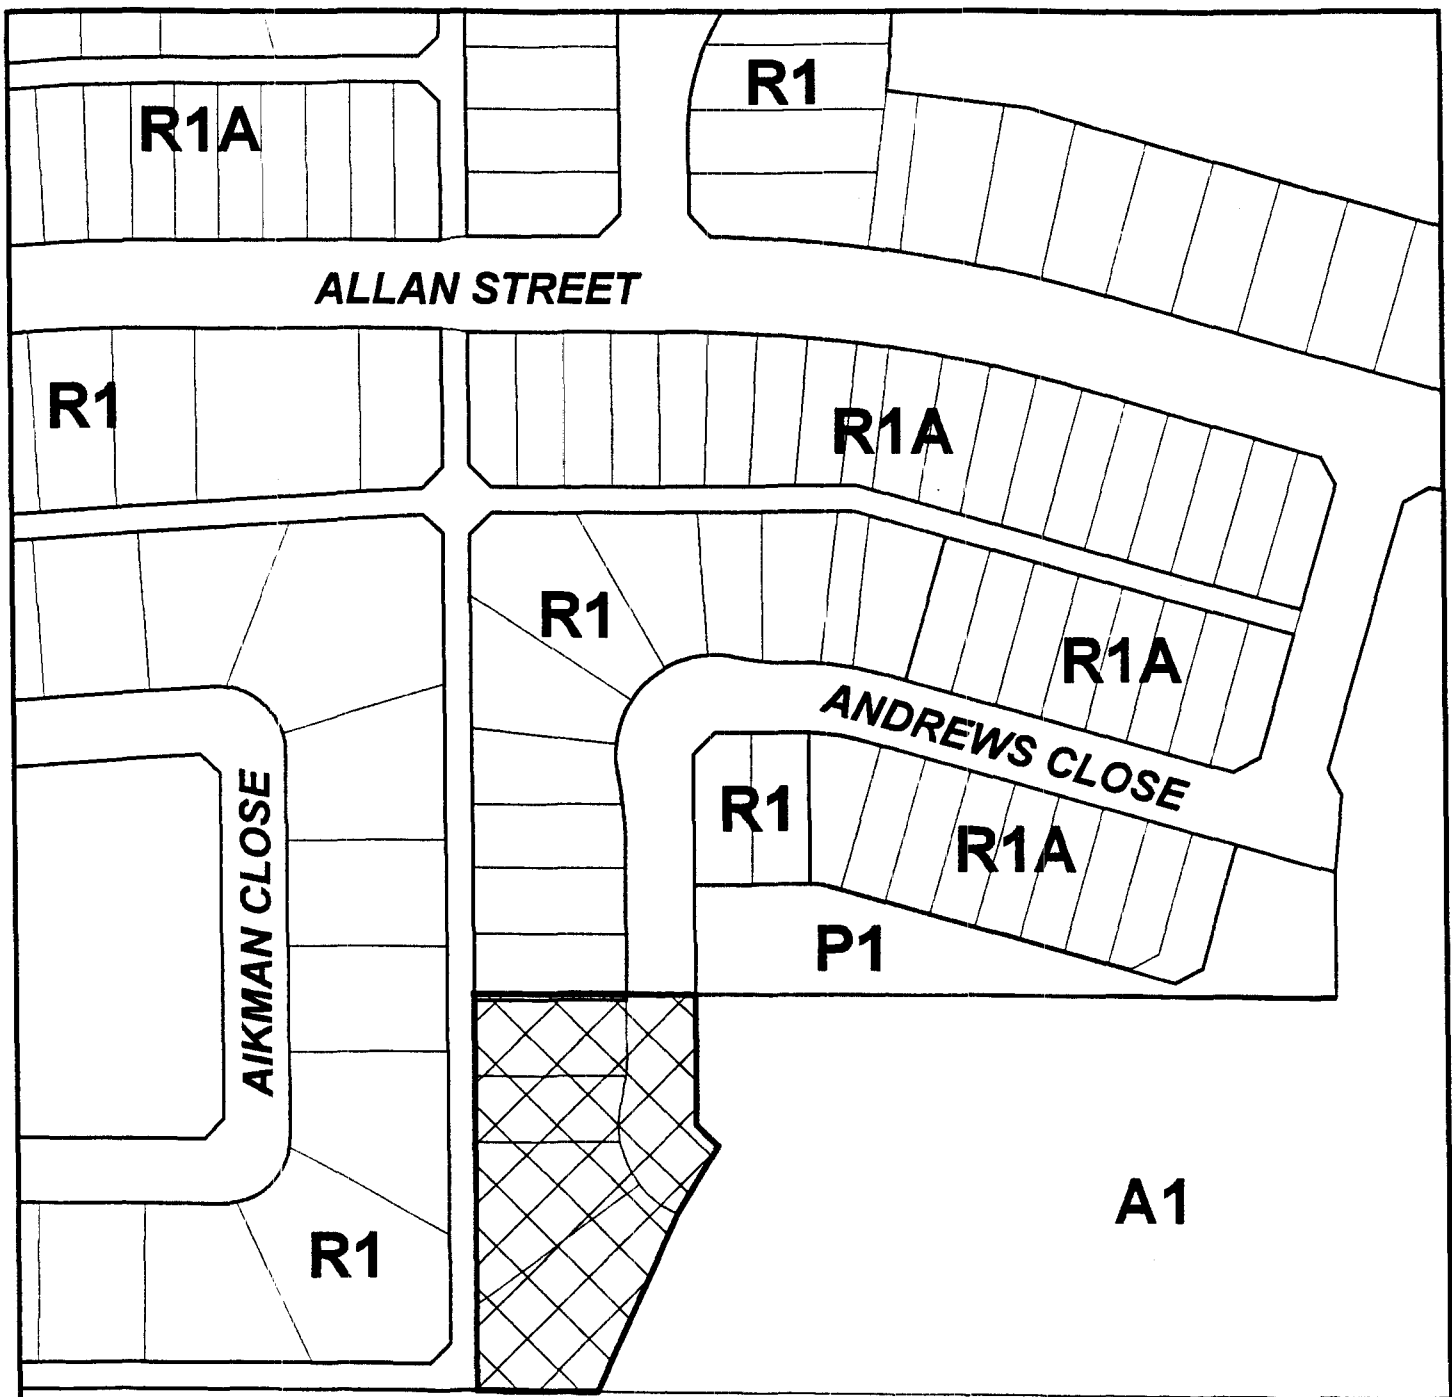 R1
R1A
ALLAN STREET
R1
R1A
R1
R1A
ANDREWS CLOSE
R1
R1A
AIKMAN CLOSE
P1
A1
R1